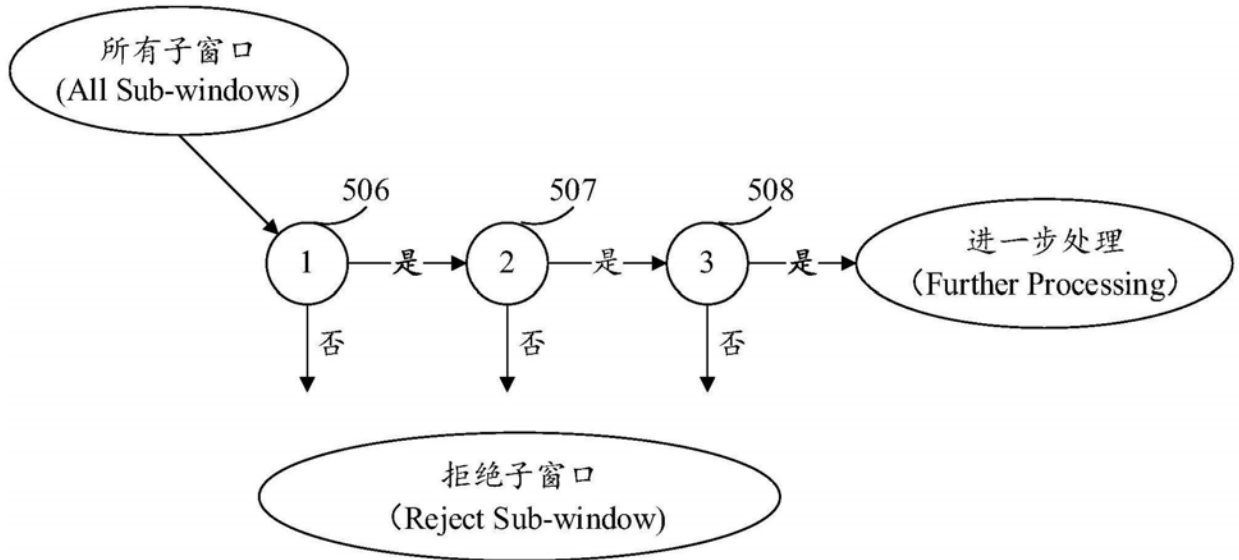 所有子窗口
(All Sub-windows)
506
507
508
1
是
2
是
3
是
进一步处理
（Further Processing）
否
否
否
拒绝子窗口
（Reject Sub-window)